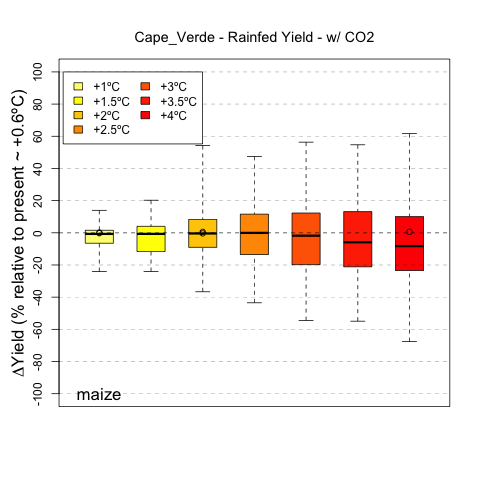 Cape_Verde - Rainfed Yield - w/ CO2
ΔYield (% relative to present ~ +0.6ºC)
100
80
60
40
20
0
-20
-40
-60
-80
-100
+1ºC
+1.5ºC
+2ºC
+2.5ºC
+3ºC
+3.5ºC
+4ºC
maize